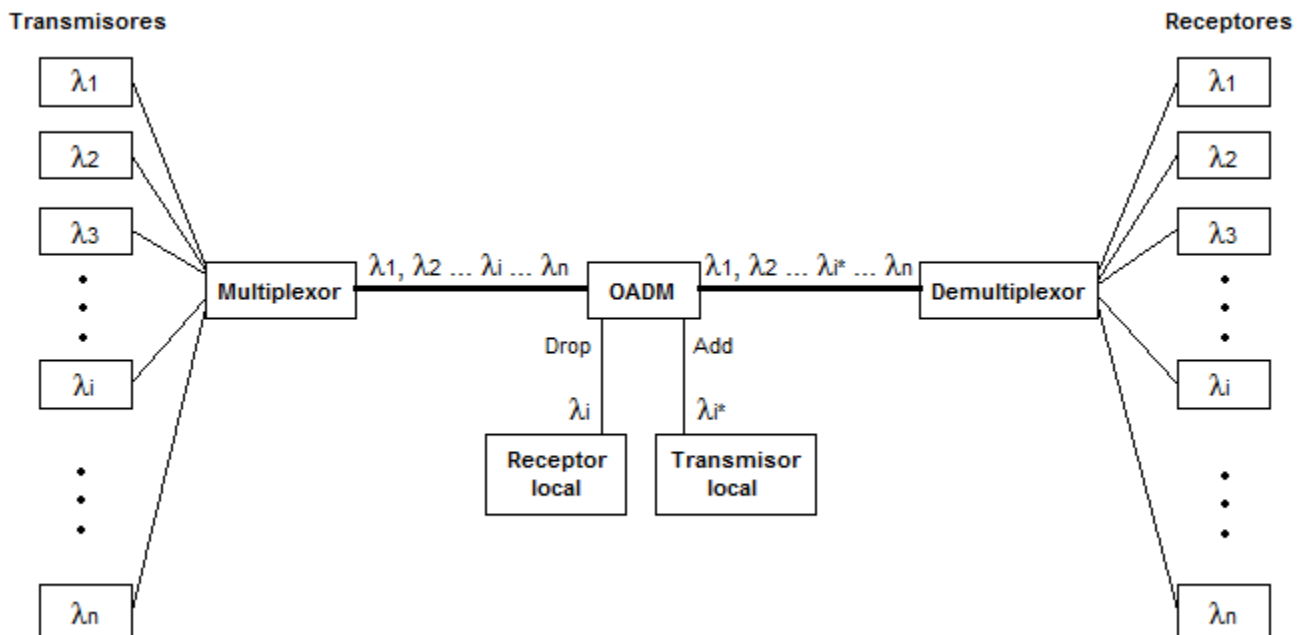 Transmisores
Receptores
λ1
λ1
λ2
λ2
λ3
λ3
λ1, λ2 ... λi ... λn
λ1, λ2 ... λi* ... λn
Multiplexor
OADM
Demultiplexor
Drop
Add
λi
λi
λi
λi*
Receptor
local
Transmisor
local
λn
λn